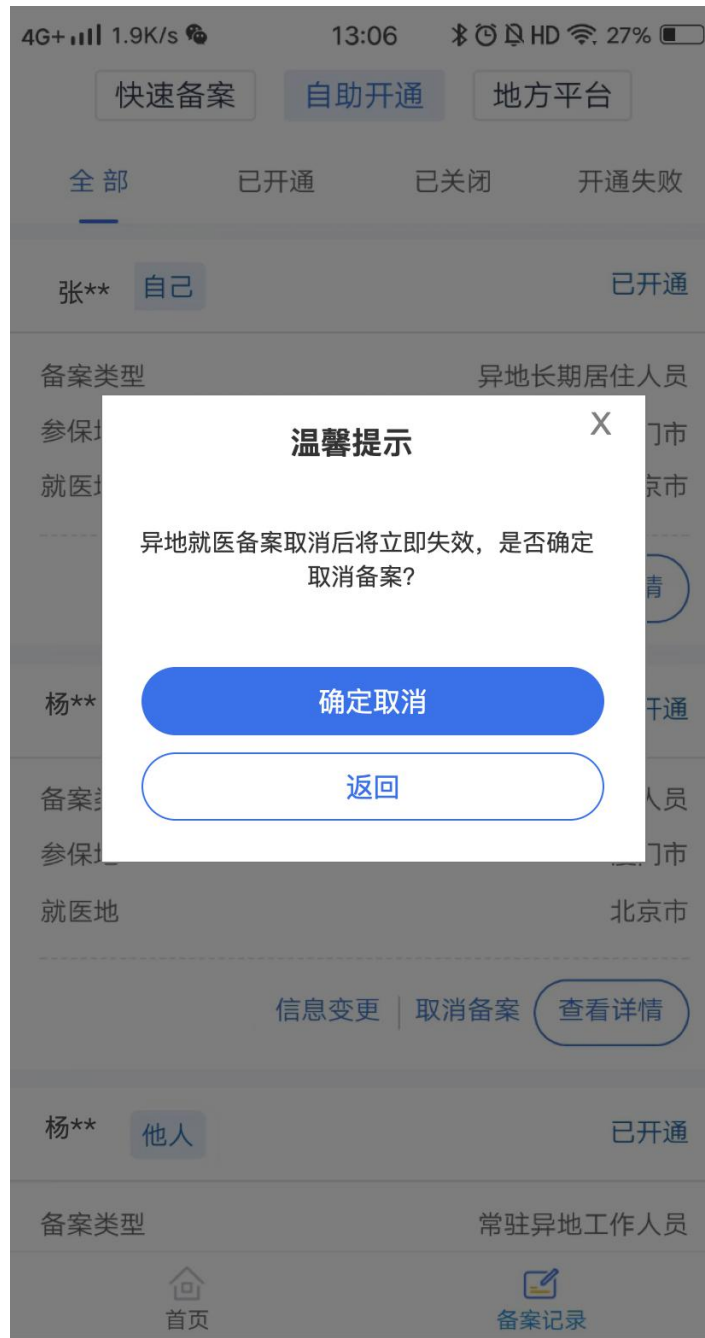 4G+ 1.9K/s 13:06 HD 27%
快速备案 自助开通 地方平台
全部 已开通 已关闭 开通失败
张** 自己 已开通
备案类型 异地长期居住人员
参保 门市
就医 京市
温馨提示 X
异地就医备案取消后将立即失效，是否确定
取消备案?
情
确定取消
杨** 开通
返回
备案 人员
参保地 门市
就医地 北京市
信息变更 取消备案 查看详情
杨** 他人 已开通
备案类型 常驻异地工作人员
首页 备案记录